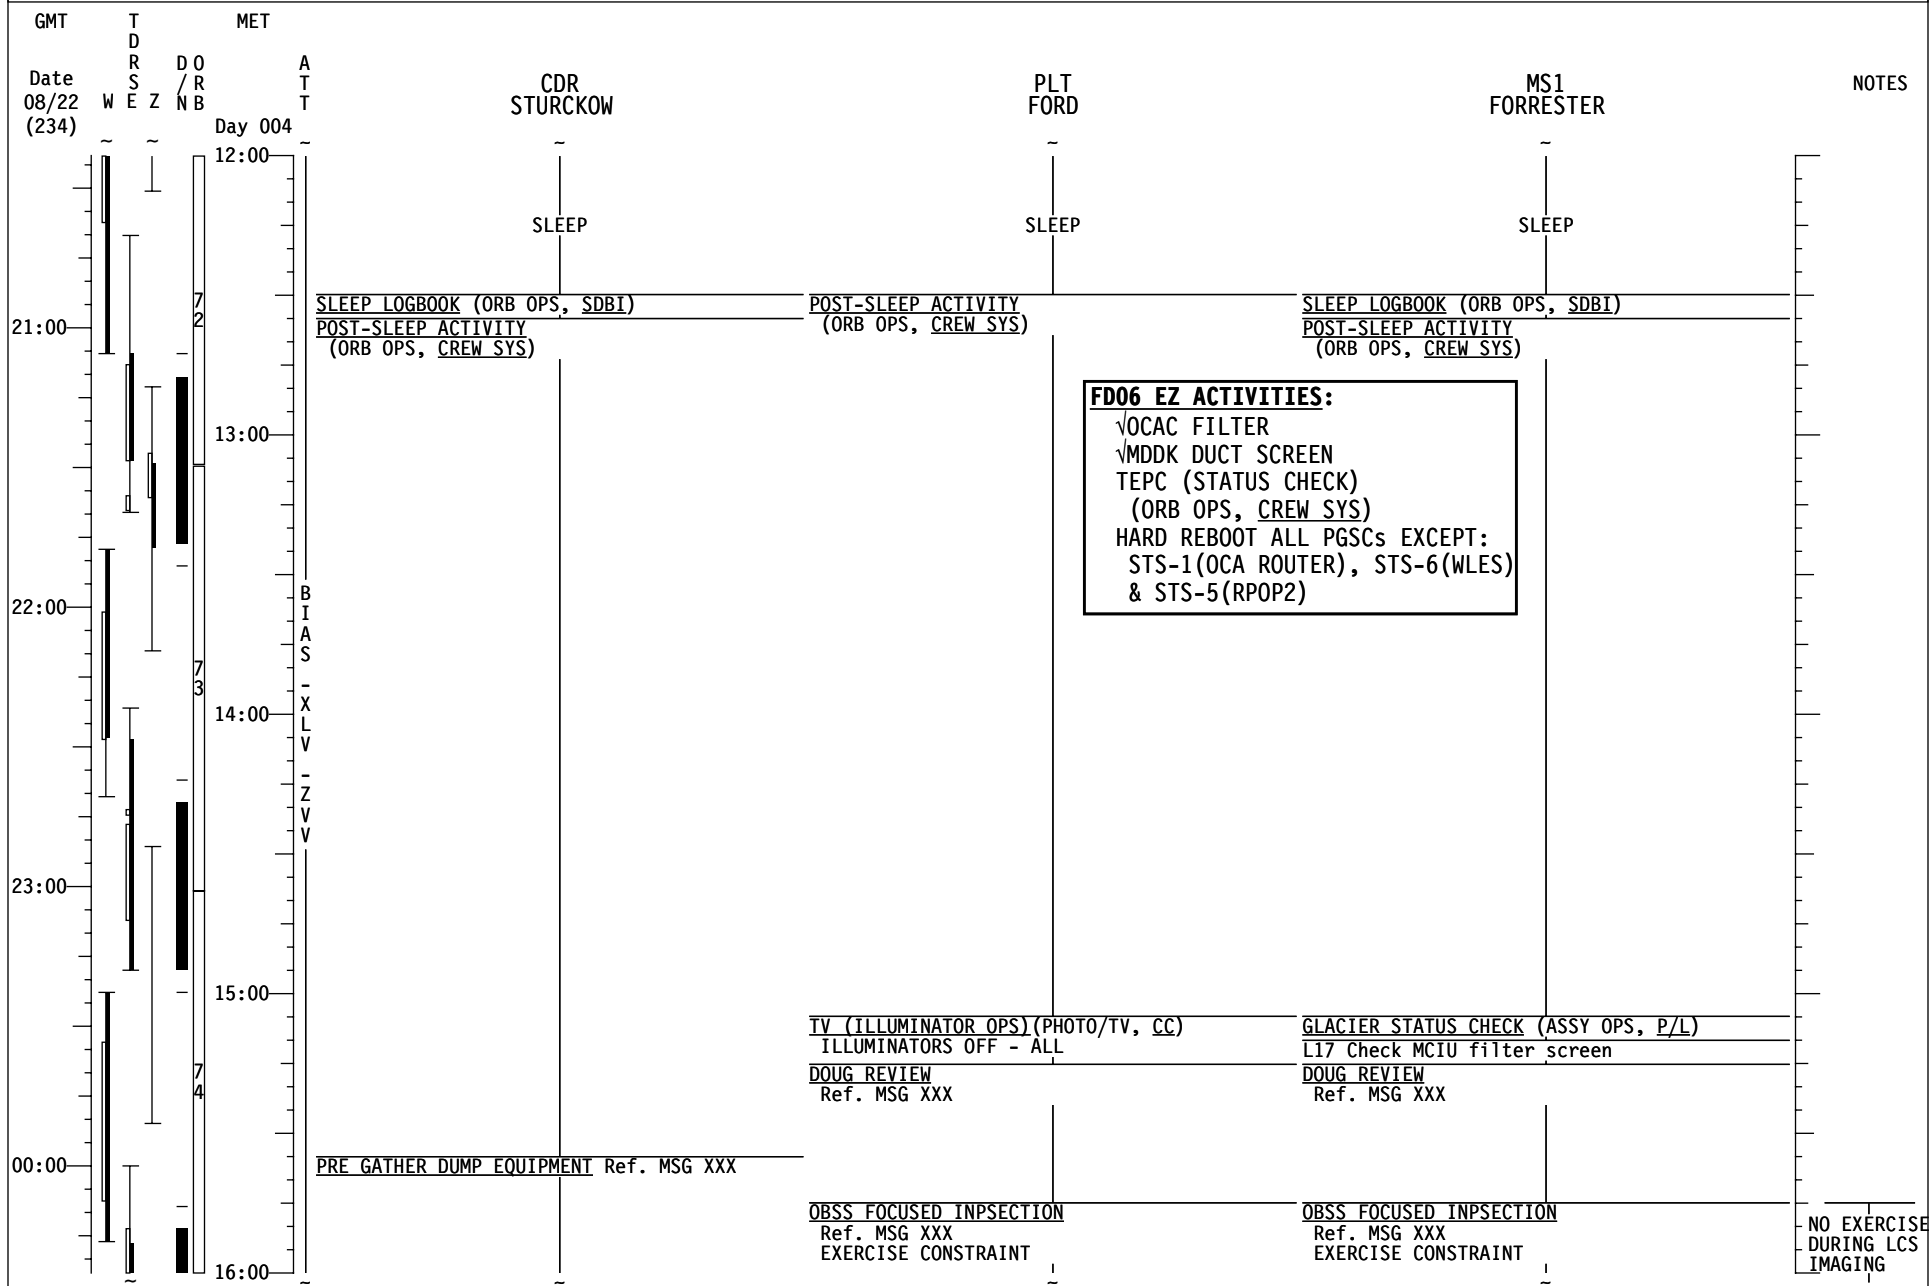 GMT
TDRS
MET
Date
08/22
(234)
W E Z
D/N
ORB
Day 004
ATT
CDR
STURCKOW
PLT
FORD
MS1
FORRESTER
NOTES
~ ~ ~ ~ ~ ~
12:00
SLEEP
SLEEP
SLEEP
SLEEP LOGBOOK (ORB OPS, SDBI)
POST-SLEEP ACTIVITY
(ORB OPS, CREW SYS)
POST-SLEEP ACTIVITY
(ORB OPS, CREW SYS)
SLEEP LOGBOOK (ORB OPS, SDBI)
POST-SLEEP ACTIVITY
(ORB OPS, CREW SYS)
72
21:00
FD06 EZ ACTIVITIES:
√OCAC FILTER
√MDDK DUCT SCREEN
TEPC (STATUS CHECK)
(ORB OPS, CREW SYS)
HARD REBOOT ALL PGSCs EXCEPT:
STS-1(OCA ROUTER), STS-6(WLES)
& STS-5(RPOP2)
13:00
22:00
BIAS -XLV -ZVV
73
14:00
23:00
15:00
TV (ILLUMINATOR OPS)(PHOTO/TV, CC)
ILLUMINATORS OFF - ALL
DOUG REVIEW
Ref. MSG XXX
GLACIER STATUS CHECK (ASSY OPS, P/L)
L17 Check MCIU filter screen
DOUG REVIEW
Ref. MSG XXX
74
00:00
PRE GATHER DUMP EQUIPMENT Ref. MSG XXX
OBSS FOCUSED INPSECTION
Ref. MSG XXX
EXERCISE CONSTRAINT
OBSS FOCUSED INPSECTION
Ref. MSG XXX
EXERCISE CONSTRAINT
NO EXERCISE
DURING LCS
IMAGING
16:00
~ ~ ~ ~ ~